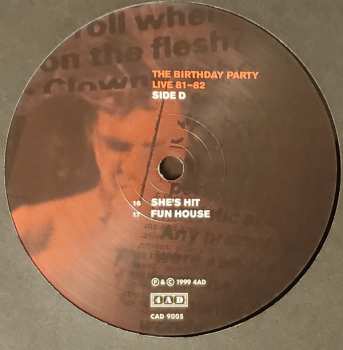 roll when
on the flesh
Clown
THE BIRTHDAY PARTY
LIVE 81–82
SIDE D
16 SHE'S HIT
17 FUN HOUSE
Any pr
℗ & © 1999 4AD
4AD
CAD 9005